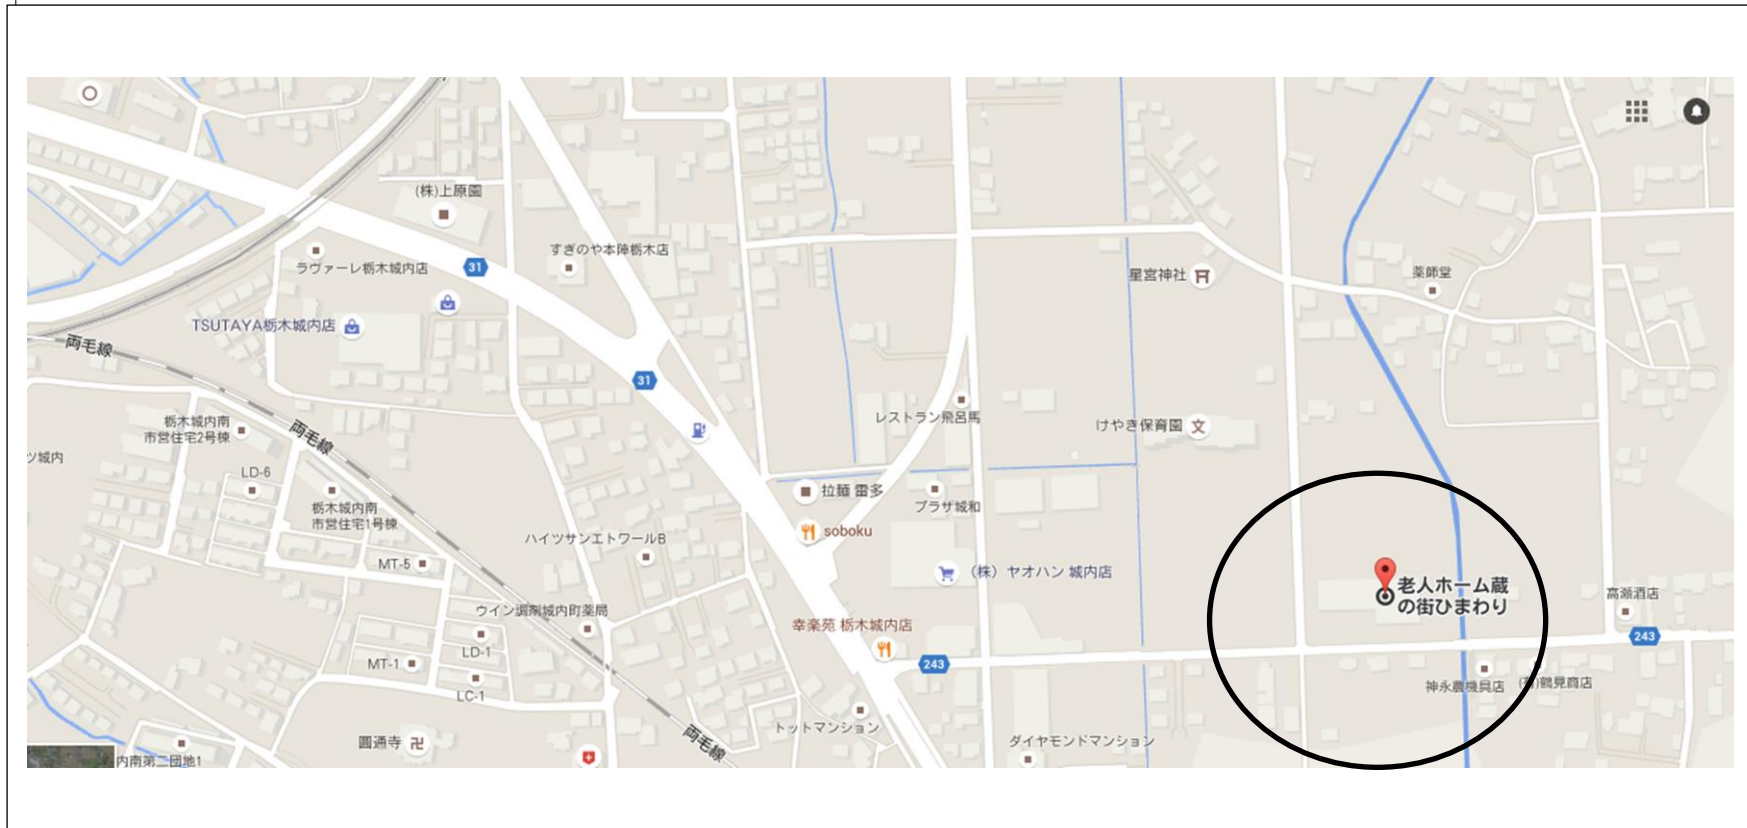 (株)上原園
すぎのや本陣栃木店
ラヴァーレ栃木城内店
31
星宮神社
薬師堂
TSUTAYA栃木城内店
両毛線
31
レストラン飛呂馬
けやき保育園
文
栃木城内南
市営住宅2号棟
両毛線
ツ城内
LD-6
拉麺 雷多
プラザ城和
栃木城内南
市営住宅1号棟
soboku
ハイツサンエトワールB
MT-5
(株) ヤオハン 城内店
老人ホーム蔵
の街ひまわり
高瀬酒店
ウイン調剤城内町薬局
幸楽苑 栃木城内店
243
243
LD-1
MT-1
LC-1
神永農機具店
(有)鶴見商店
トットマンション
両毛線
圓通寺
ダイヤモンドマンション
内南第二団地1